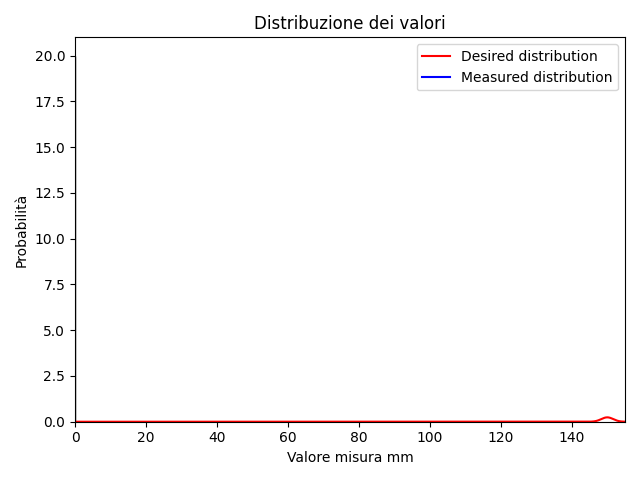 Distribuzione dei valori
Desired distribution
Measured distribution
20.0
17.5
15.0
12.5
10.0
7.5
5.0
2.5
0.0
Probabilità
0 20 40 60 80 100 120 140
Valore misura mm